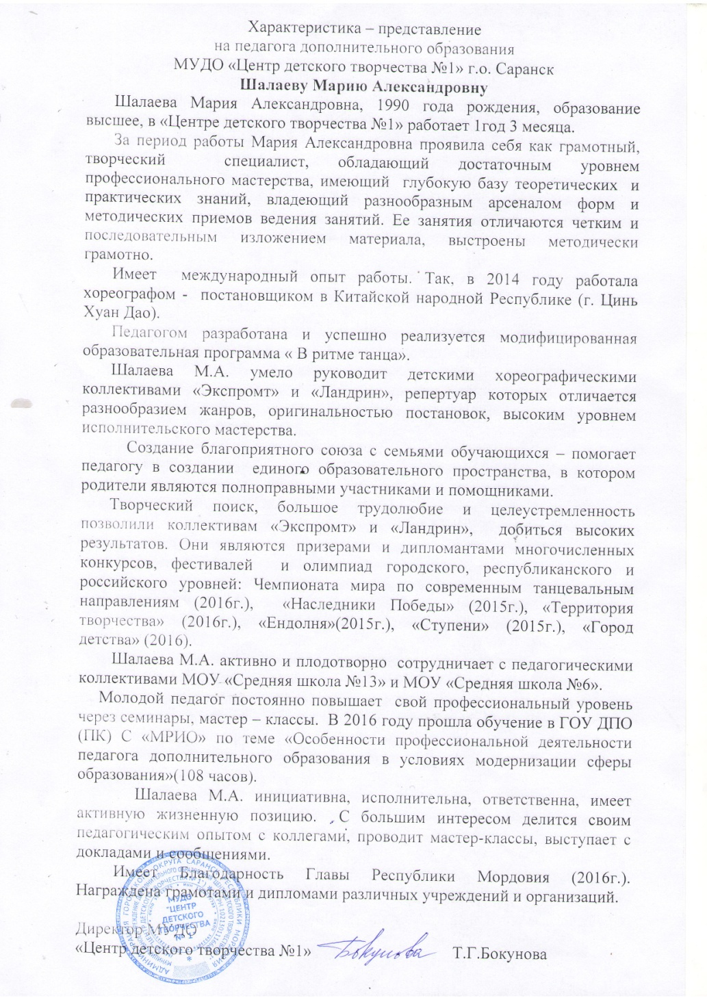 Характеристика – представление
на педагога дополнительного образования
МУДО «Центр детского творчества №1» г.о. Саранск
Шалаеву Марию Александровну
Шалаева Мария Александровна, 1990 года рождения, образование
высшее, в «Центре детского творчества №1» работает 1год 3 месяца.
За период работы Мария Александровна проявила себя как грамотный,
творческий специалист, обладающий достаточным уровнем
профессионального мастерства, имеющий глубокую базу теоретических и
практических знаний, владеющий разнообразным арсеналом форм и
методических приемов ведения занятий. Ее занятия отличаются четким и
последовательным изложением материала, выстроены методически
грамотно.
Имеет международный опыт работы. Так, в 2014 году работала
хореографом - постановщиком в Китайской народной Республике (г. Цинь
Хуан Дао).
Педагогом разработана и успешно реализуется модифицированная
образовательная программа « В ритме танца».
Шалаева М.А. умело руководит детскими хореографическими
коллективами «Экспромт» и «Ландрин», репертуар которых отличается
разнообразием жанров, оригинальностью постановок, высоким уровнем
исполнительского мастерства.
Создание благоприятного союза с семьями обучающихся – помогает
педагогу в создании единого образовательного пространства, в котором
родители являются полноправными участниками и помощниками.
Творческий поиск, большое трудолюбие и целеустремленность
позволили коллективам «Экспромт» и «Ландрин», добиться высоких
результатов. Они являются призерами и дипломантами многочисленных
конкурсов, фестивалей и олимпиад городского, республиканского и
российского уровней: Чемпионата мира по современным танцевальным
направлениям (2016г.), «Наследники Победы» (2015г.), «Территория
творчества» (2016г.), «Ендолня»(2015г.), «Ступени» (2015г.), «Город
детства» (2016).
Шалаева М.А. активно и плодотворно сотрудничает с педагогическими
коллективами МОУ «Средняя школа №13» и МОУ «Средняя школа №6».
Молодой педагог постоянно повышает свой профессиональный уровень
через семинары, мастер – классы. В 2016 году прошла обучение в ГОУ ДПО
(ПК) С «МРИО» по теме «Особенности профессиональной деятельности
педагога дополнительного образования в условиях модернизации сферы
образования»(108 часов).
Шалаева М.А. инициативна, исполнительна, ответственна, имеет
активную жизненную позицию. С большим интересом делится своим
педагогическим опытом с коллегами, проводит мастер-классы, выступает с
докладами и сообщениями.
Имеет Благодарность Главы Республики Мордовия (2016г.).
Награждена грамотами и дипломами различных учреждений и организаций.
Директор МУДО
«Центр детского творчества №1» Бокунова Т.Г.Бокунова
МУДО
"ЦЕНТР
ДЕТСКОГО
ТВОРЧЕСТВА
№ 1"